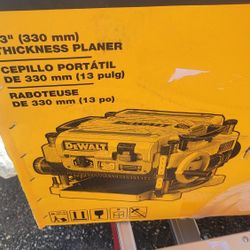 3" (330 mm)
THICKNESS PLANER
CEPILLO PORTÁTIL
DE 330 mm (13 pulg)
RABOTEUSE
DE 330 mm (13 po)
DEWALT